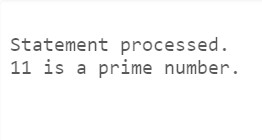 Statement processed.
11 is a prime number.